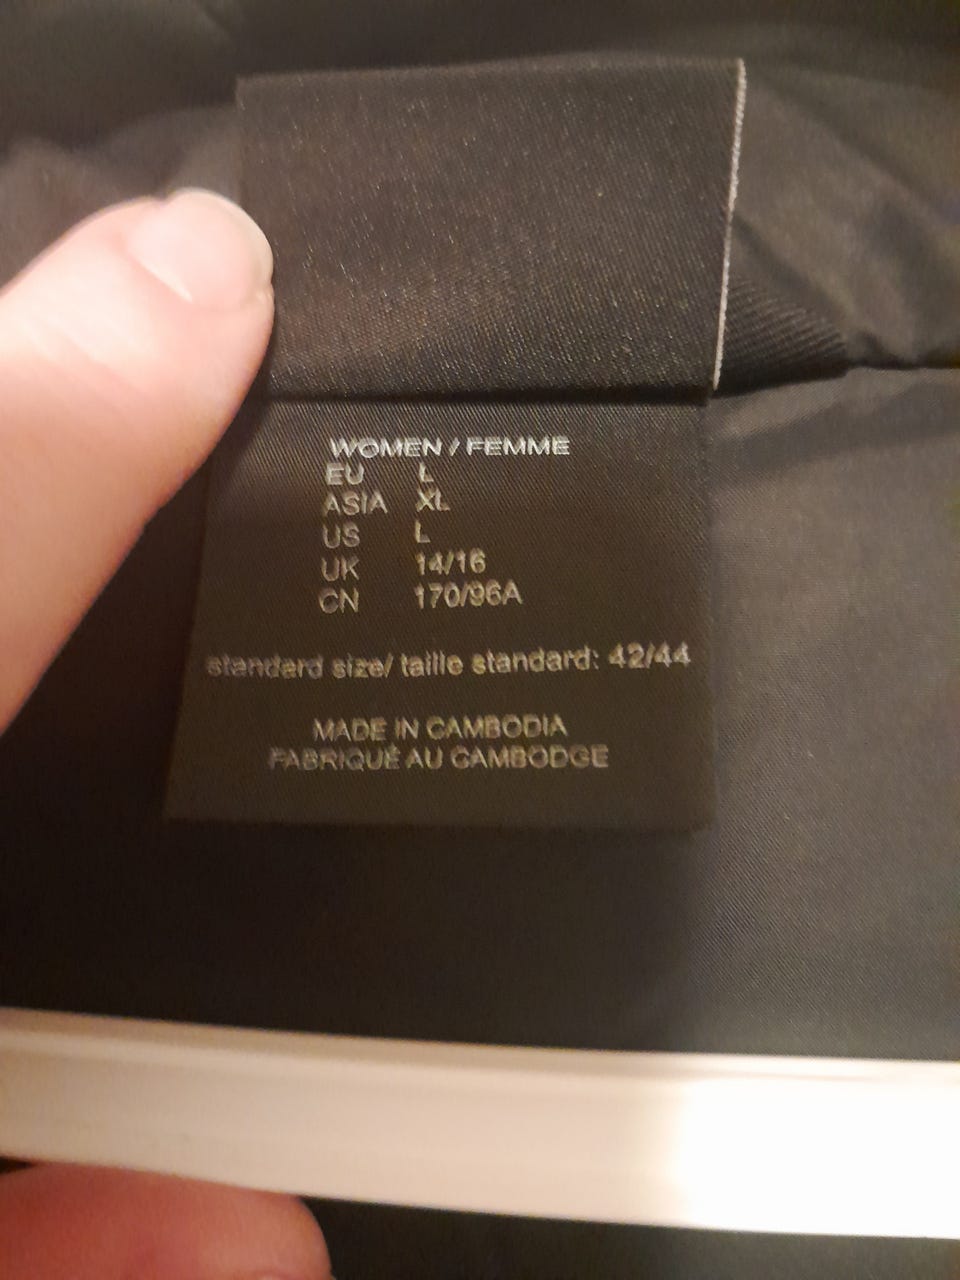 WOMEN / FEMME
EU L
ASIA XL
US L
UK 14/16
CN 170/96A
standard size/ taille standard: 42/44
MADE IN CAMBODIA
FABRIQUÉ AU CAMBODGE